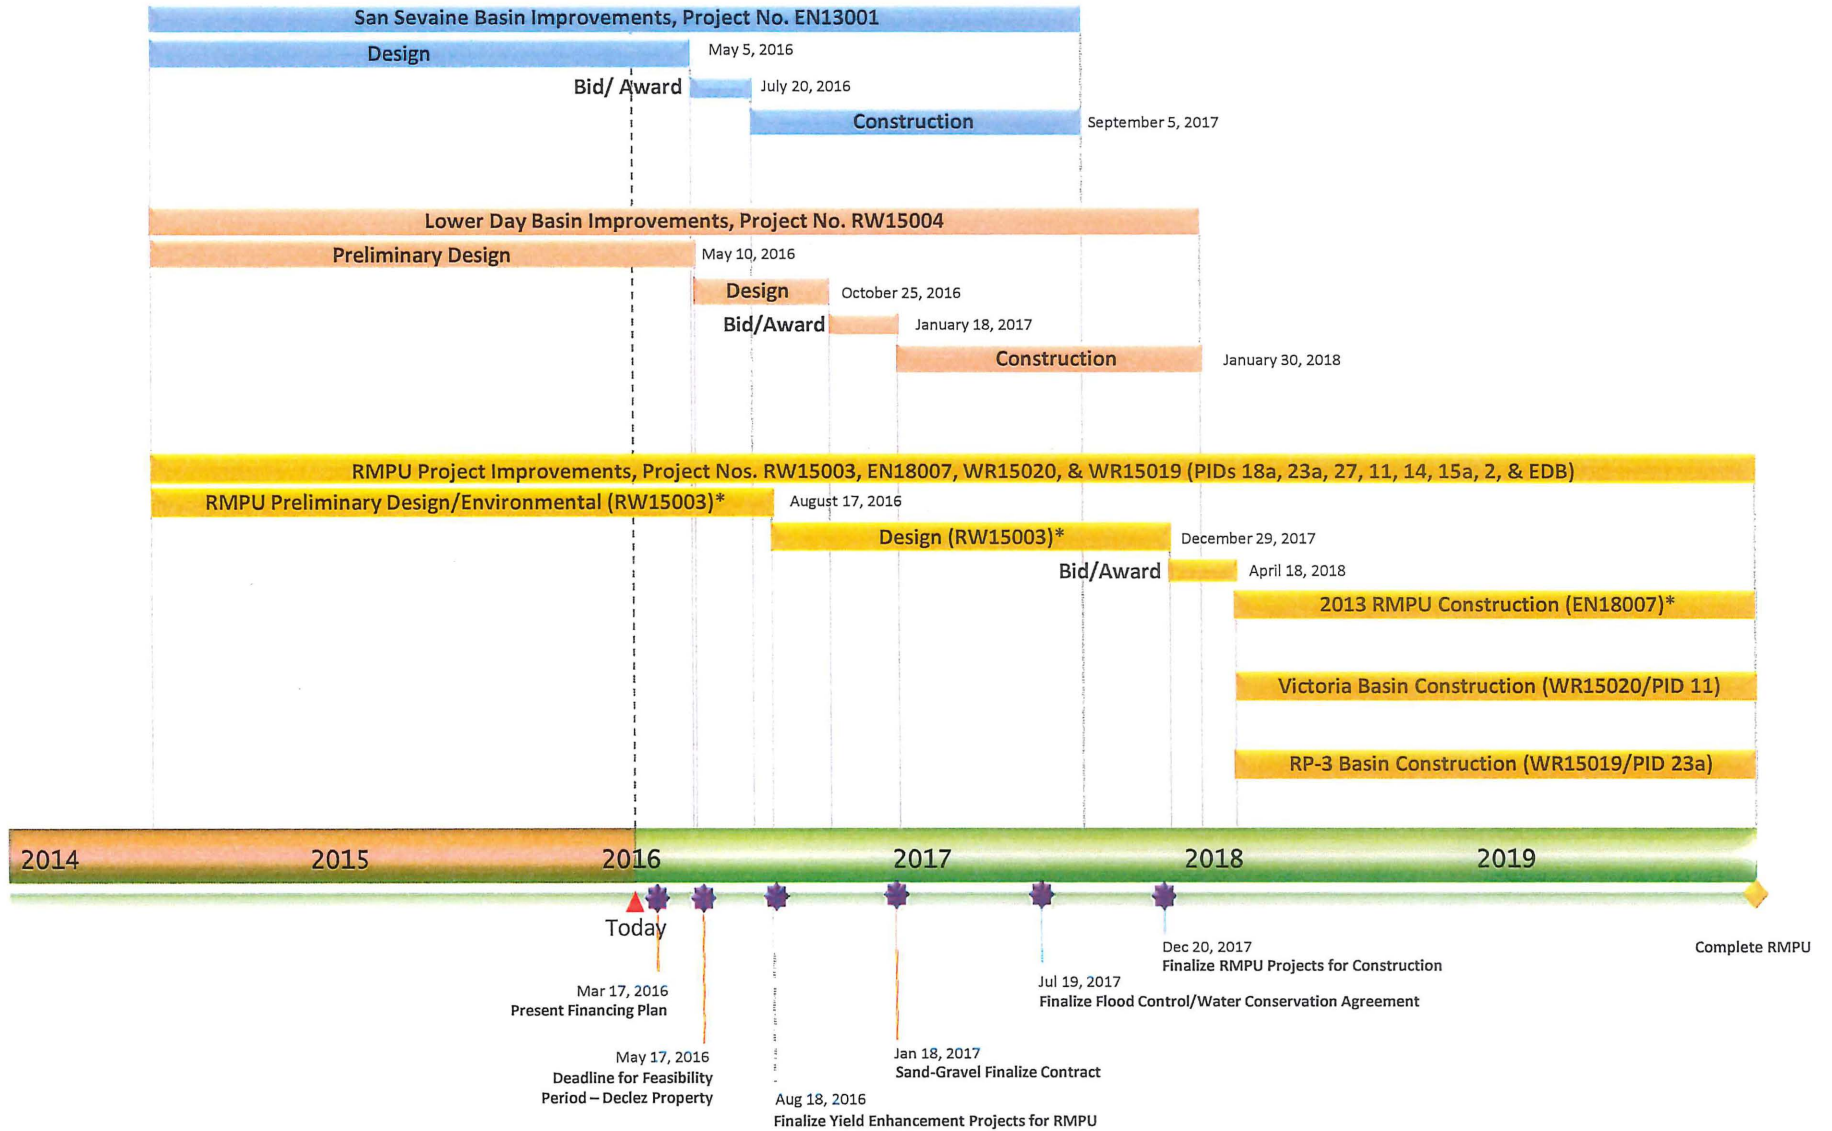 San Sevaine Basin Improvements, Project No. EN13001
Design
May 5, 2016
Bid/ Award
July 20, 2016
Construction
September 5, 2017
Lower Day Basin Improvements, Project No. RW15004
Preliminary Design
May 10, 2016
Design
October 25, 2016
Bid/Award
January 18, 2017
Construction
January 30, 2018
RMPU Project Improvements, Project Nos. RW15003, EN18007, WR15020, & WR15019 (PIDs 18a, 23a, 27, 11, 14, 15a, 2, & EDB)
RMPU Preliminary Design/Environmental (RW15003)*
August 17, 2016
Design (RW15003)*
December 29, 2017
Bid/Award
April 18, 2018
2013 RMPU Construction (EN18007)*
Victoria Basin Construction (WR15020/PID 11)
RP-3 Basin Construction (WR15019/PID 23a)
2014 2015 2016 2017 2018 2019
Today
Mar 17, 2016
Present Financing Plan
May 17, 2016
Deadline for Feasibility
Period – Declez Property
Aug 18, 2016
Finalize Yield Enhancement Projects for RMPU
Jan 18, 2017
Sand-Gravel Finalize Contract
Jul 19, 2017
Finalize Flood Control/Water Conservation Agreement
Dec 20, 2017
Finalize RMPU Projects for Construction
Complete RMPU